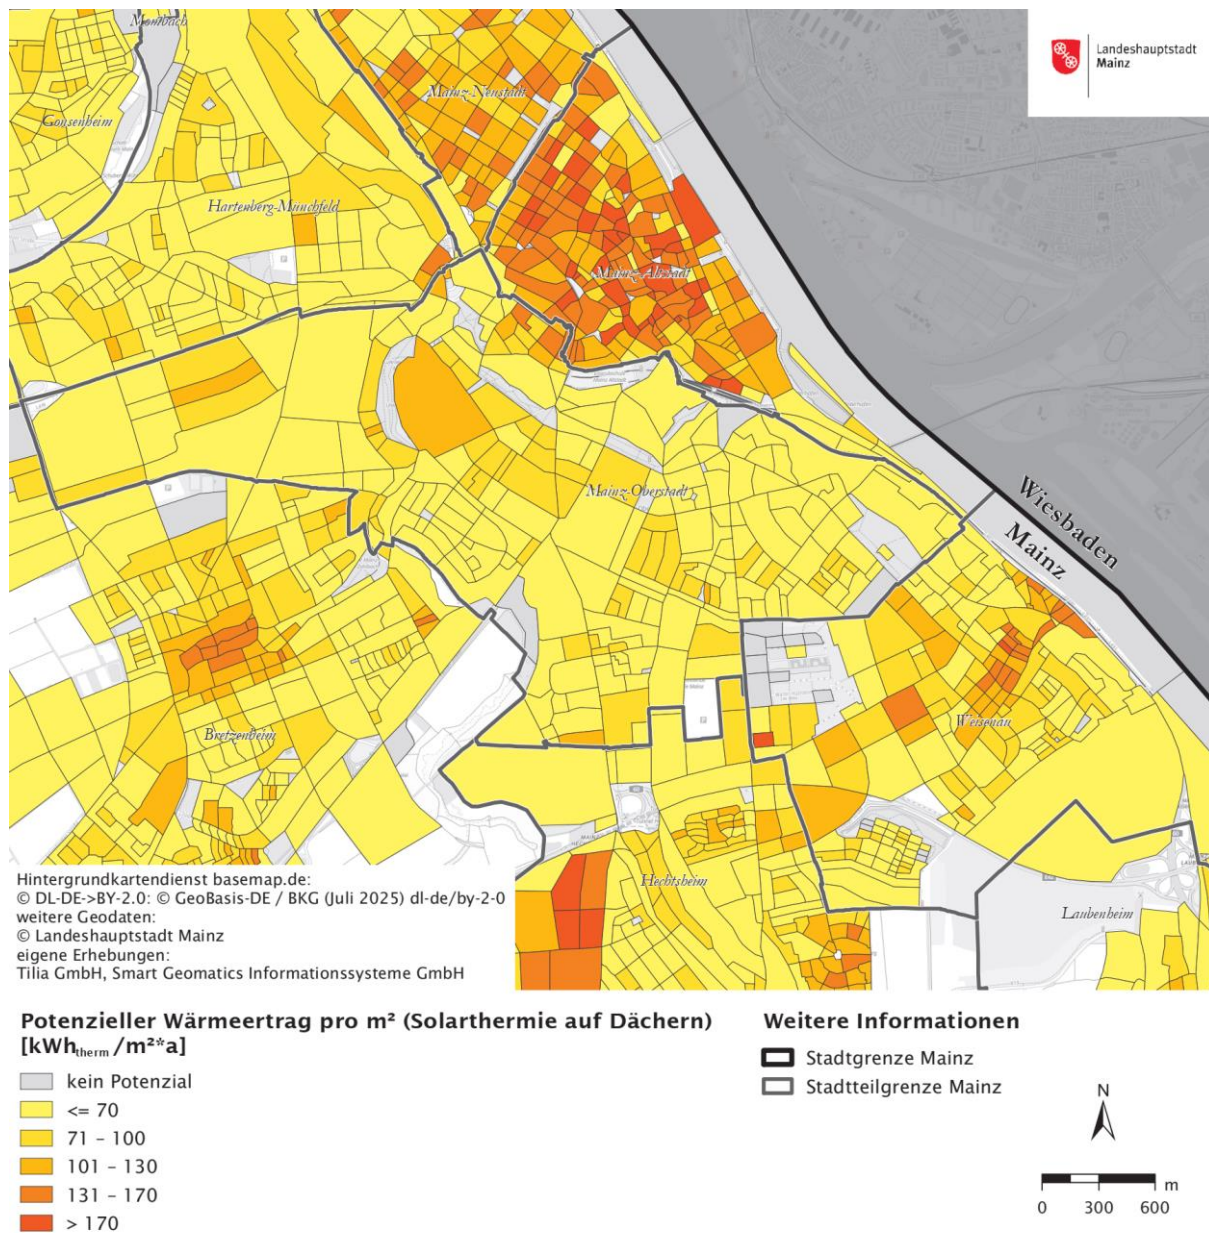 Mombach
Landeshauptstadt
Mainz
Mainz-Neustadt
Gonsenheim
Hartenberg-Münchfeld
Mainz-Altstadt
Mainz-Oberstadt
Wiesbaden
Mainz
Weisenau
Bretzenheim
Hechtsheim
Laubenheim
Hintergrundkartendienst basemap.de:
© DL-DE->BY-2.0: © GeoBasis-DE / BKG (Juli 2025) dl-de/by-2-0
weitere Geodaten:
© Landeshauptstadt Mainz
eigene Erhebungen:
Tilia GmbH, Smart Geomatics Informationssysteme GmbH
Potenzieller Wärmeertrag pro m² (Solarthermie auf Dächern)
[kWhtherm/m²*a]
kein Potenzial
<= 70
71 – 100
101 – 130
131 – 170
> 170
Weitere Informationen
Stadtgrenze Mainz
Stadtteilgrenze Mainz
N
m
0 300 600